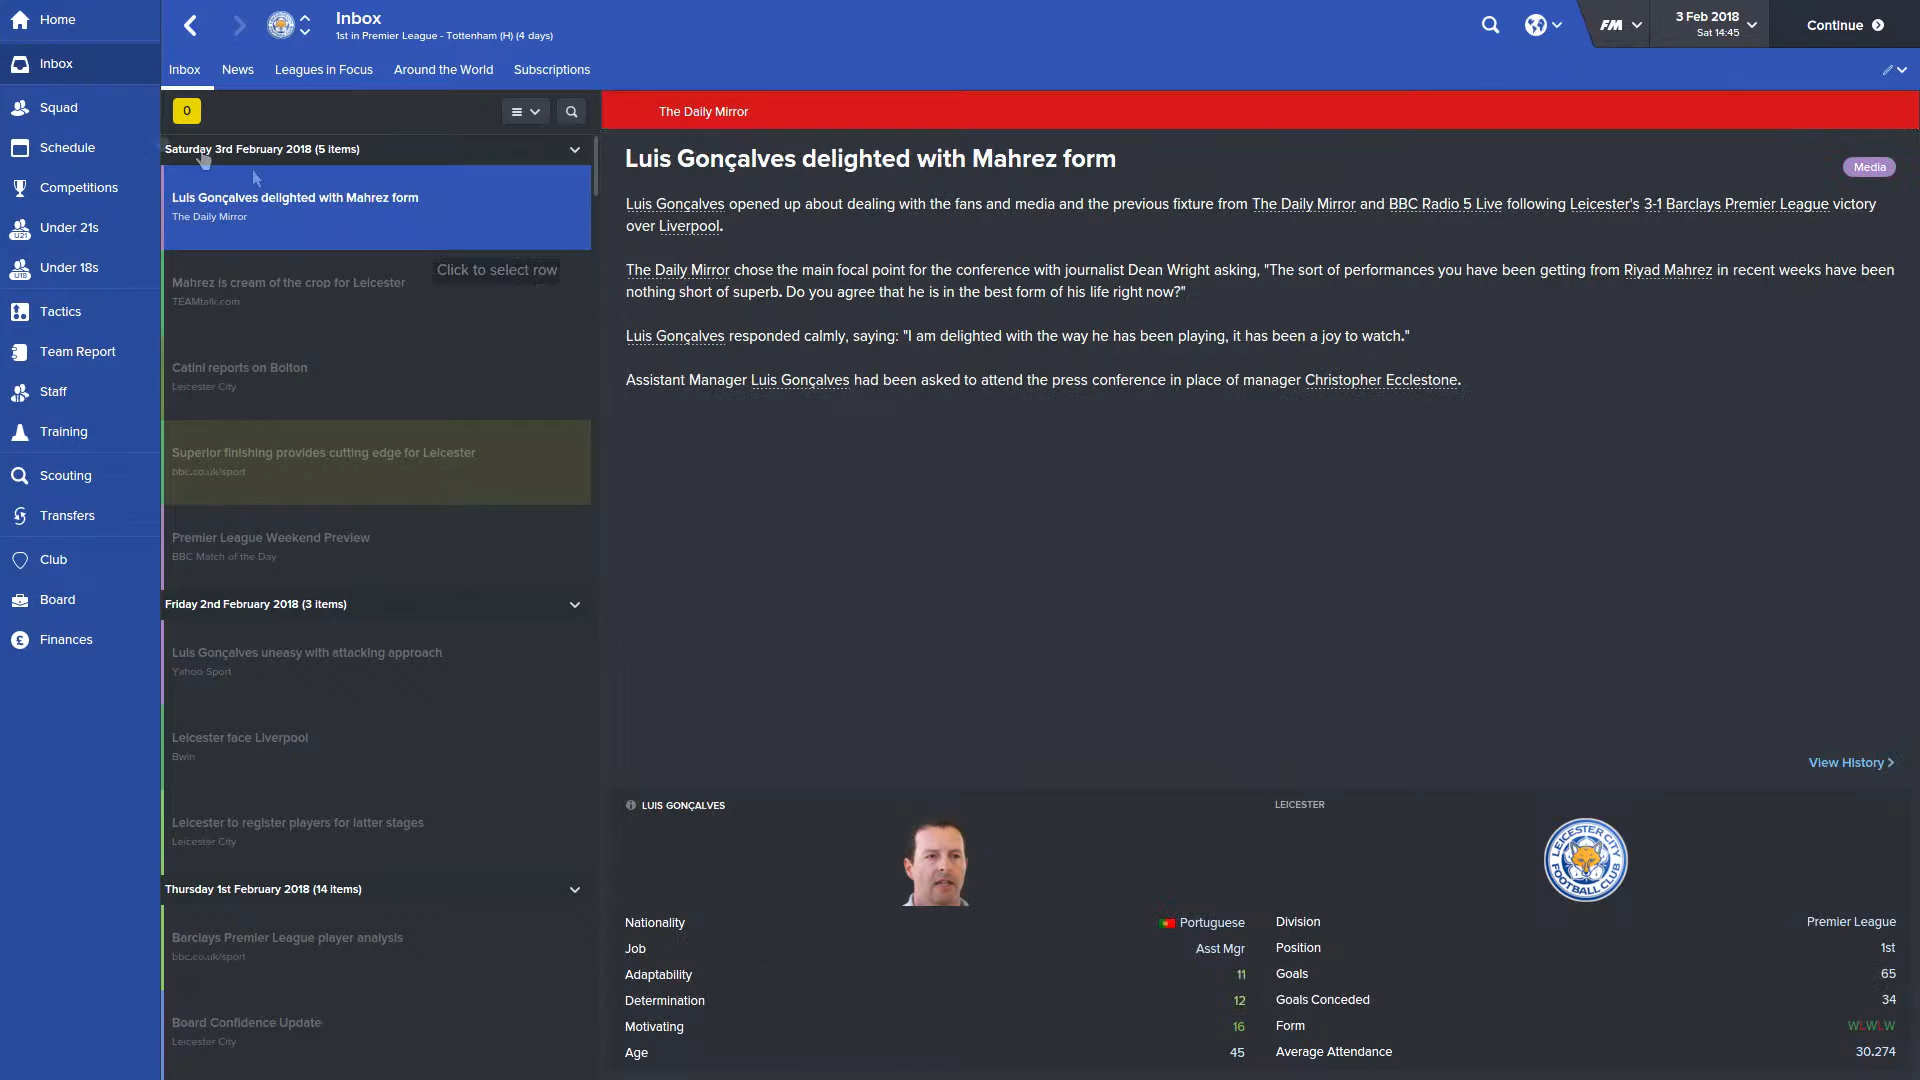 Home
Inbox
Squad
Schedule
Competitions
U21
Under 21s
U18
Under 18s
Tactics
Team Report
Staff
Training
Scouting
Transfers
Club
Board
£
Finances
Inbox
1st in Premier League - Tottenham (H) (4 days)
FM
3 Feb 2018
Sat 14:45
Continue
Inbox News Leagues in Focus Around the World Subscriptions
0
Saturday 3rd February 2018 (5 items)
Luis Gonçalves delighted with Mahrez form
The Daily Mirror
Click to select row
Mahrez is cream of the crop for Leicester
TEAMtalk.com
Catini reports on Bolton
Leicester City
Superior finishing provides cutting edge for Leicester
bbc.co.uk/sport
Premier League Weekend Preview
BBC Match of the Day
Friday 2nd February 2018 (3 items)
Luis Gonçalves uneasy with attacking approach
Yahoo Sport
Leicester face Liverpool
Bwin
Leicester to register players for latter stages
Leicester City
Thursday 1st February 2018 (14 items)
Barclays Premier League player analysis
bbc.co.uk/sport
Board Confidence Update
Leicester City
The Daily Mirror
Luis Gonçalves delighted with Mahrez form
Media
Luis Gonçalves opened up about dealing with the fans and media and the previous fixture from The Daily Mirror and BBC Radio 5 Live following Leicester's 3-1 Barclays Premier League victory
over Liverpool.
The Daily Mirror chose the main focal point for the conference with journalist Dean Wright asking, "The sort of performances you have been getting from Riyad Mahrez in recent weeks have been
nothing short of superb. Do you agree that he is in the best form of his life right now?"
Luis Gonçalves responded calmly, saying: "I am delighted with the way he has been playing, it has been a joy to watch."
Assistant Manager Luis Gonçalves had been asked to attend the press conference in place of manager Christopher Ecclestone.
View History >
LUIS GONÇALVES
Nationality Portuguese
Job Asst Mgr
Adaptability 11
Determination 12
Motivating 16
Age 45
LEICESTER
LEICESTER CITY
FOOTBALL CLUB
Division Premier League
Position 1st
Goals 65
Goals Conceded 34
Form WLWLW
Average Attendance 30.274